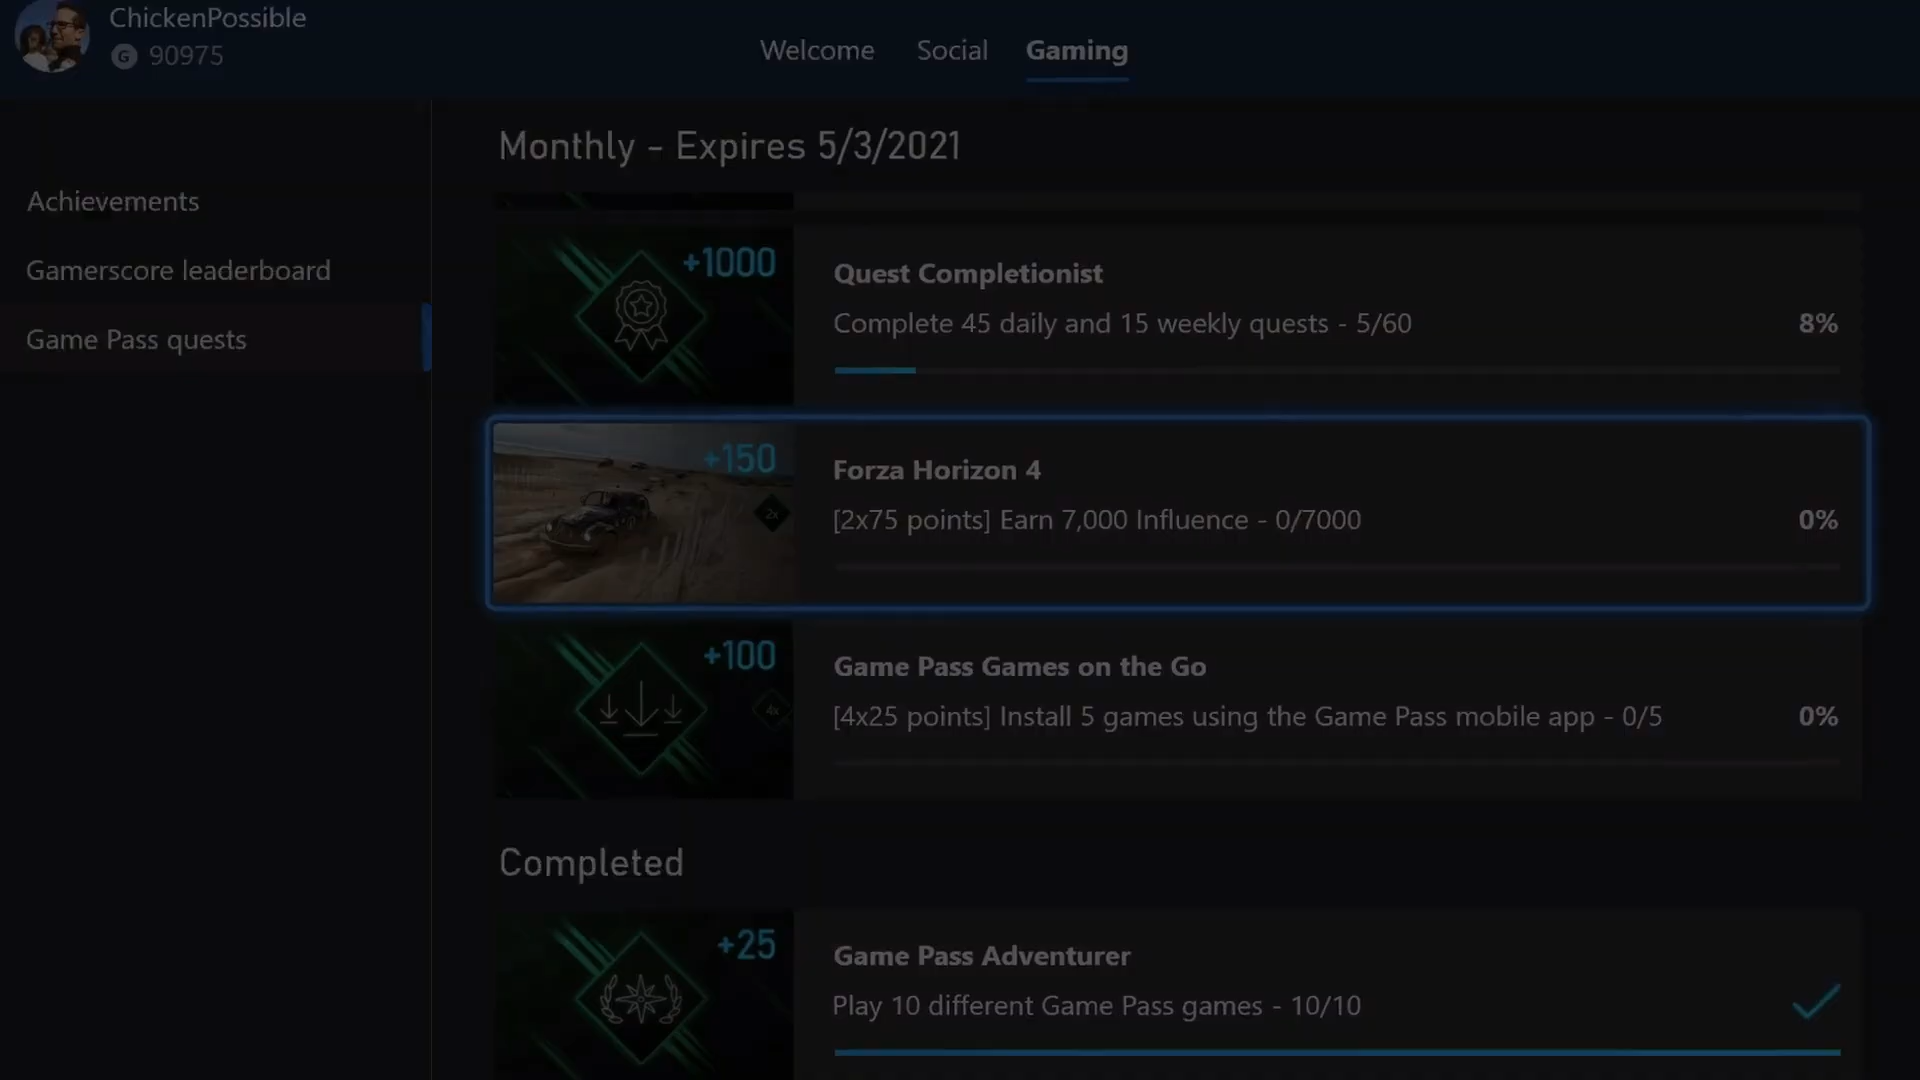 ChickenPossible
G 90975
Welcome Social Gaming
Achievements
Gamerscore leaderboard
Game Pass quests
Monthly - Expires 5/3/2021
+1000
Quest Completionist
Complete 45 daily and 15 weekly quests - 5/60
8%
+150
2x
Forza Horizon 4
[2x75 points] Earn 7,000 Influence - 0/7000
0%
+100
4x
Game Pass Games on the Go
[4x25 points] Install 5 games using the Game Pass mobile app - 0/5
0%
Completed
+25
Game Pass Adventurer
Play 10 different Game Pass games - 10/10